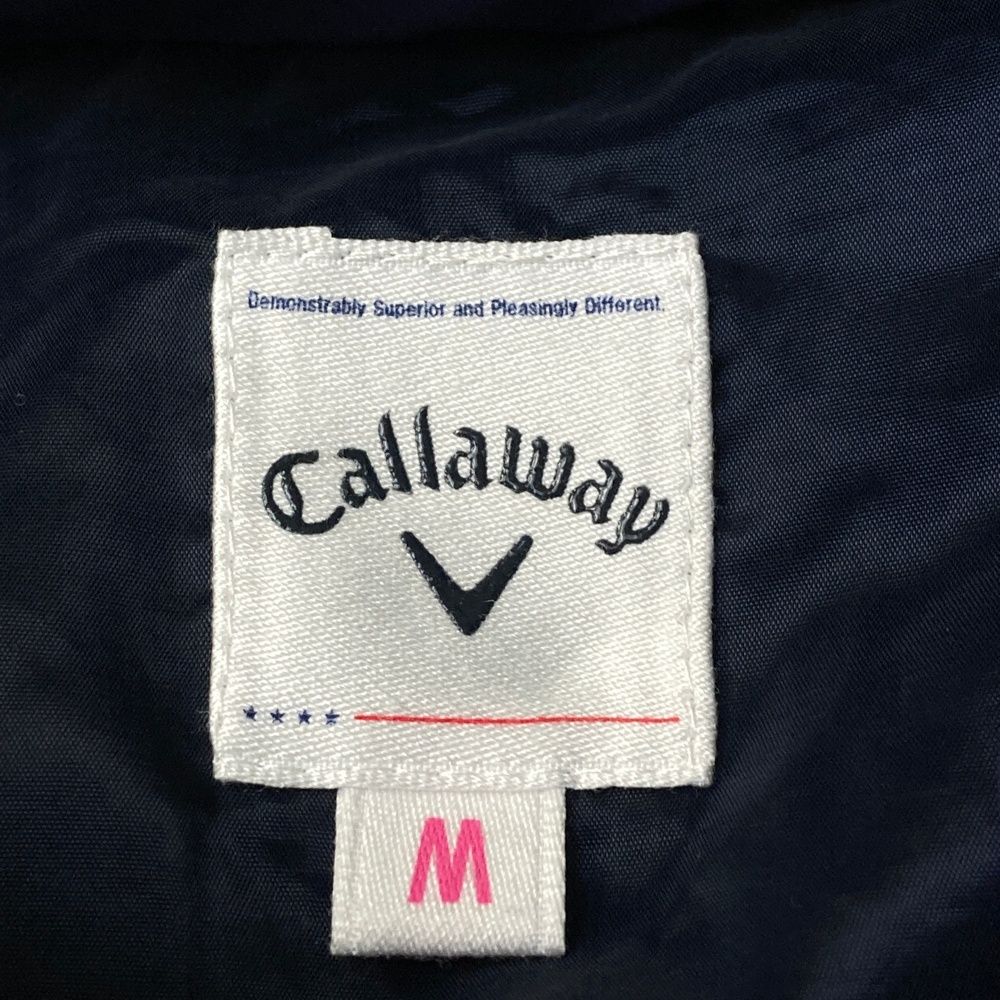 Demonstrably Superior and Pleasingly Different.
Callaway
M